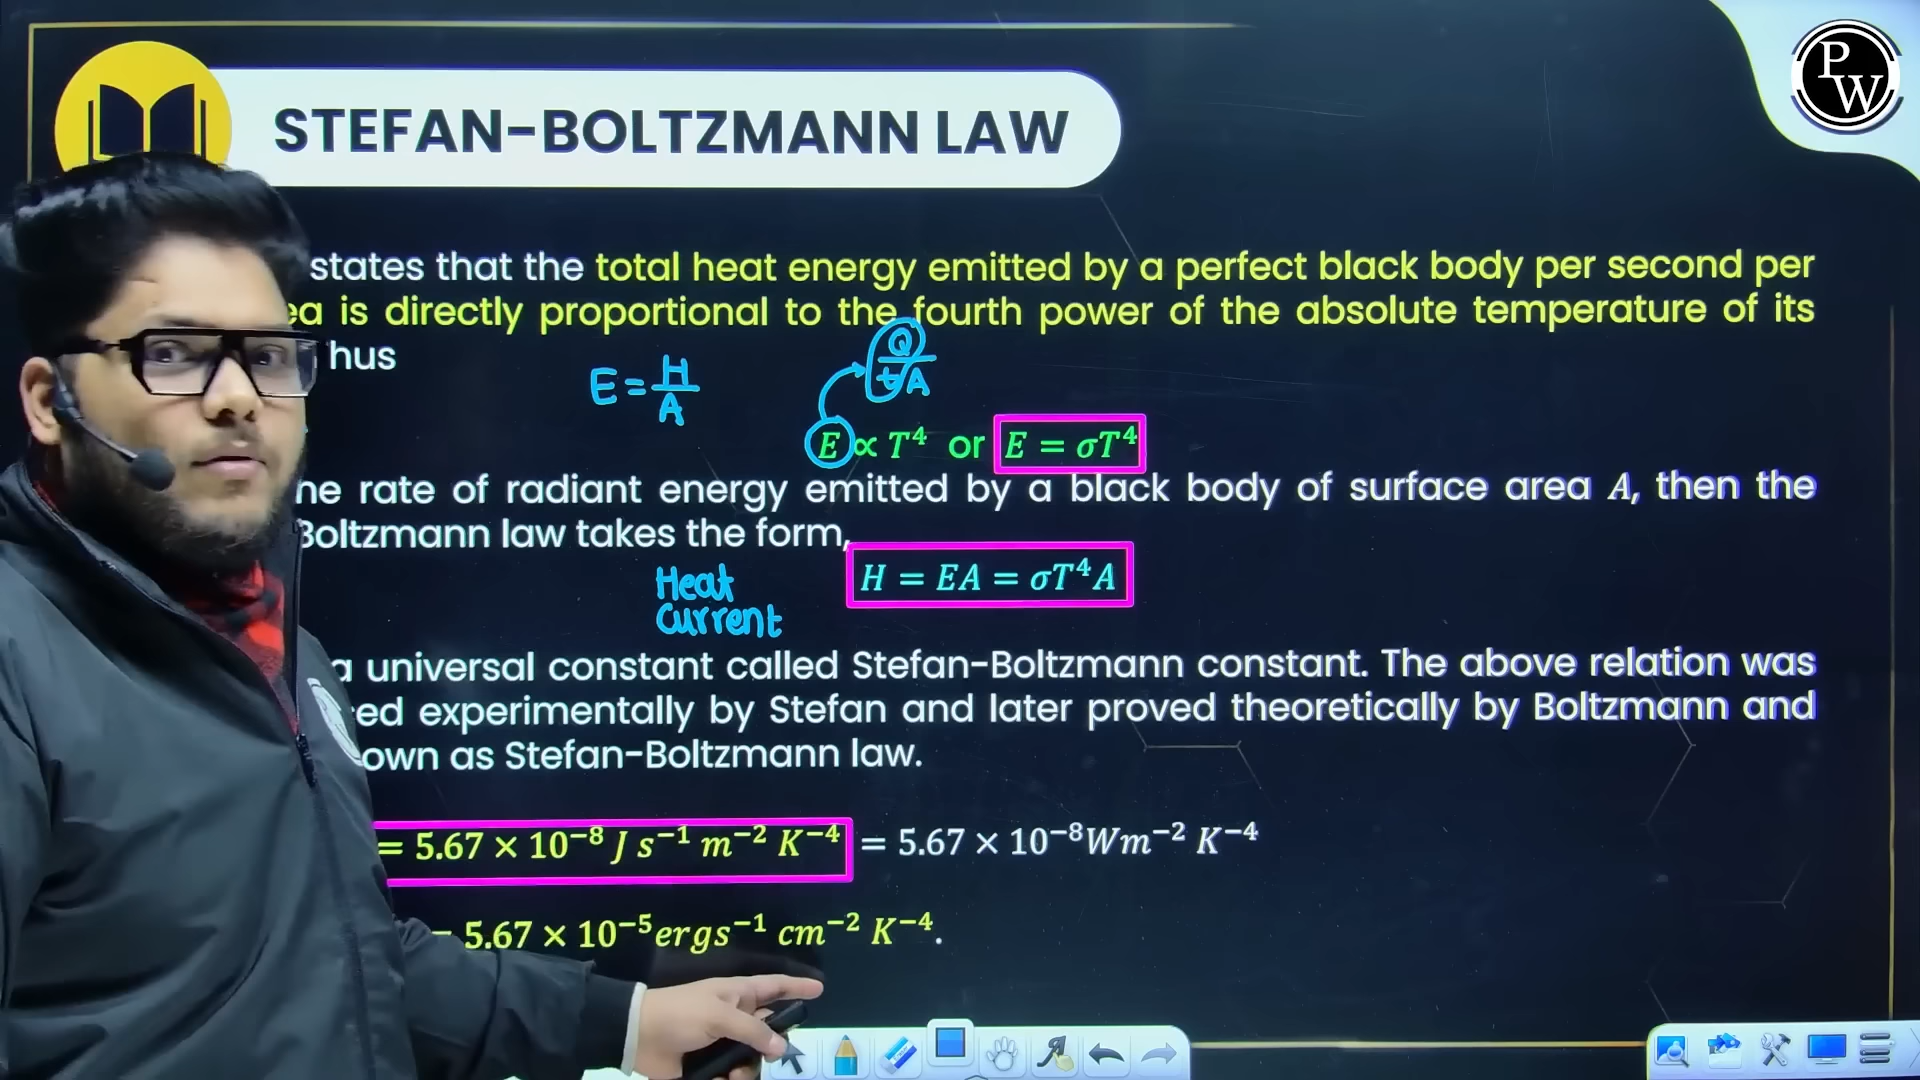 PW
STEFAN-BOLTZMANN LAW
states that the total heat energy emitted by a perfect black body per second per
is directly proportional to the fourth power of the absolute temperature of its
hus
E = H/A
Q/tA
E ∝ T⁴ or E = σT⁴
he rate of radiant energy emitted by a black body of surface area A, then the
Boltzmann law takes the form,
H = EA = σT⁴A
Heat
Current
a universal constant called Stefan-Boltzmann constant. The above relation was
ed experimentally by Stefan and later proved theoretically by Boltzmann and
own as Stefan-Boltzmann law.
= 5.67 × 10⁻⁸ J s⁻¹ m⁻² K⁻⁴ = 5.67 × 10⁻⁸Wm⁻² K⁻⁴
= 5.67 × 10⁻⁵ergs⁻¹ cm⁻² K⁻⁴.